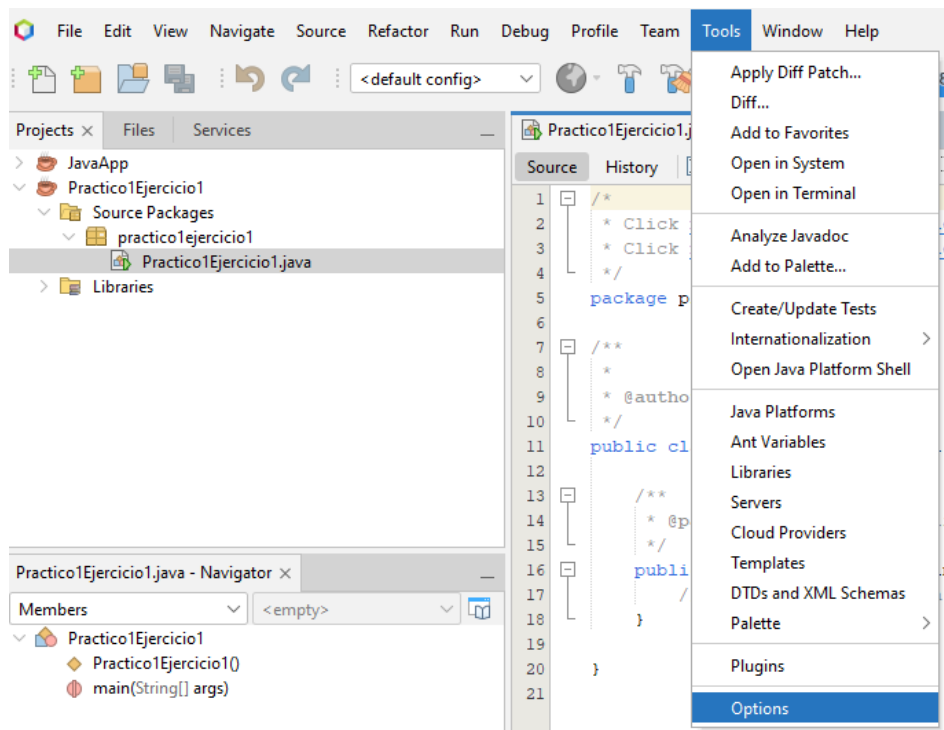 File Edit View Navigate Source Refactor Run Debug Profile Team Tools Window Help
<default config>
Projects Files Services
JavaApp
Practico1Ejercicio1
Source Packages
practico1ejercicio1
Practico1Ejercicio1.java
Libraries
Practico1Ejercicio1.java - Navigator
Members <empty>
Practico1Ejercicio1
Practico1Ejercicio1()
main(String[] args)
Practico1Ejercicio1.j
Source History
1 /*
2 * Click
3 * Click
4 */
5 package p
6
7 /**
8 *
9 * @autho
10 */
11 public cl
12
13 /**
14 * @p
15 */
16 publi
17 /
18 }
19
20 }
21
Apply Diff Patch...
Diff...
Add to Favorites
Open in System
Open in Terminal
Analyze Javadoc
Add to Palette...
Create/Update Tests
Internationalization
Open Java Platform Shell
Java Platforms
Ant Variables
Libraries
Servers
Cloud Providers
Templates
DTDs and XML Schemas
Palette
Plugins
Options